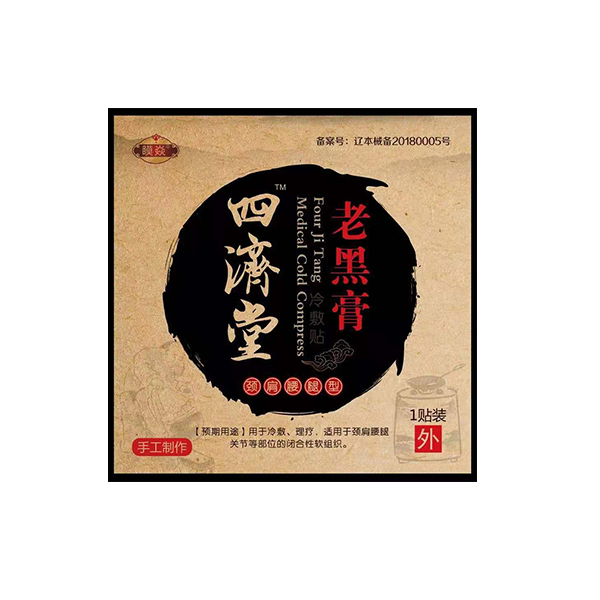 膜焱
备案号：辽本械备20180005号
四濟堂
TM
Four Ji Tang
Medical Cold Compress
冷敷贴
老黑膏
颈肩腰腿型
1贴装
外
【预期用途】用于冷敷、理疗，适用于颈肩腰腿
关节等部位的闭合性软组织。
手工制作